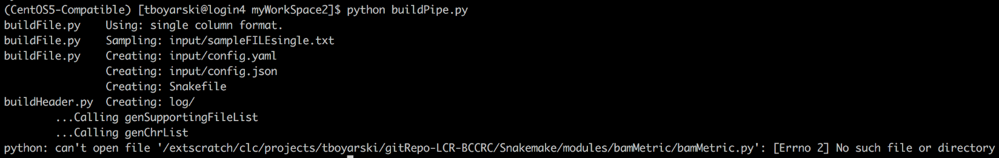 (CentOS5-Compatible) [tboyarski@login4 myWorkSpace2]$ python buildPipe.py
buildFile.py    Using: single column format.
buildFile.py    Sampling: input/sampleFILEsingle.txt
buildFile.py    Creating: input/config.yaml
                Creating: input/config.json
                Creating: Snakefile
buildHeader.py  Creating: log/
        ...Calling genSupportingFileList
        ...Calling genChrList
python: can't open file '/extscratch/clc/projects/tboyarski/gitRepo-LCR-BCCRC/Snakemake/modules/bamMetric/bamMetric.py': [Errno 2] No such file or directory